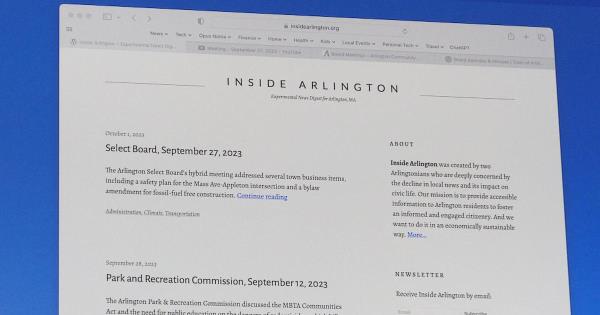 insidearlington.org
News
Tech
Open Notre
Finance
Home
Health
Kids
Local Events
Personal Tech
Travel
ChatGPT
Inside Arlington – Experimental News Dig...
Meeting - September 27, 2023 - YouTube
Board Meetings – Arlington Community...
Board Agendas & Minutes | Town of Arli...
INSIDE ARLINGTON
Experimental News Digest for Arlington, MA
October 1, 2023
Select Board, September 27, 2023
The Arlington Select Board's hybrid meeting addressed several town business items,
including a safety plan for the Mass Ave-Appleton intersection and a bylaw
amendment for fossil-fuel free construction. Continue reading
Administration, Climate, Transportation
September 28, 2023
Park and Recreation Commission, September 12, 2023
The Arlington Park & Recreation Commission discussed the MBTA Communities
Act and the need for public education on the dangers of
ABOUT
Inside Arlington was created by two
Arlingtonians who are deeply concerned by
the decline in local news and its impact on
civic life. Our mission is to provide accessible
information to Arlington residents to foster
an informed and engaged citizenry. And we
want to do it in an economically sustainable
way. More...
NEWSLETTER
Receive Inside Arlington by email:
Email
Subscribe